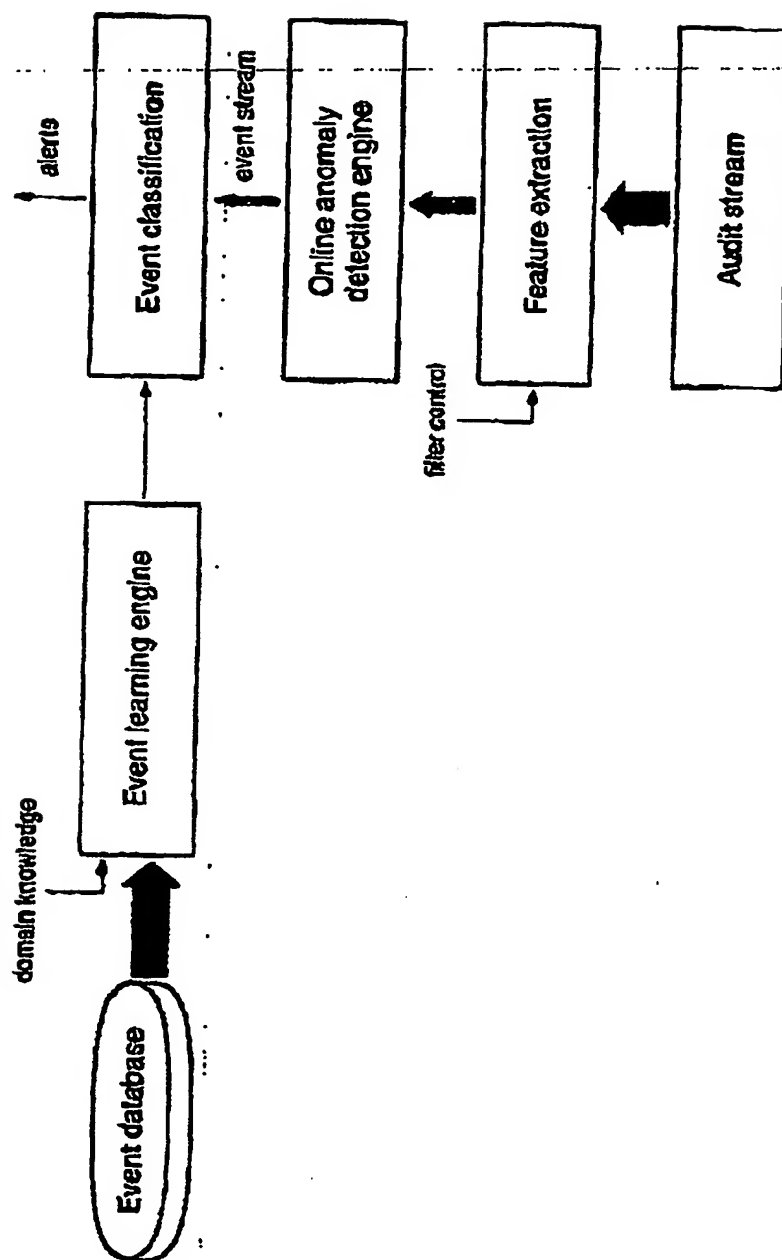 alerts
Event classification
event stream
Online anomaly
detection engine
Feature extraction
filter control
Audit stream
Event learning engine
domain knowledge
Event database